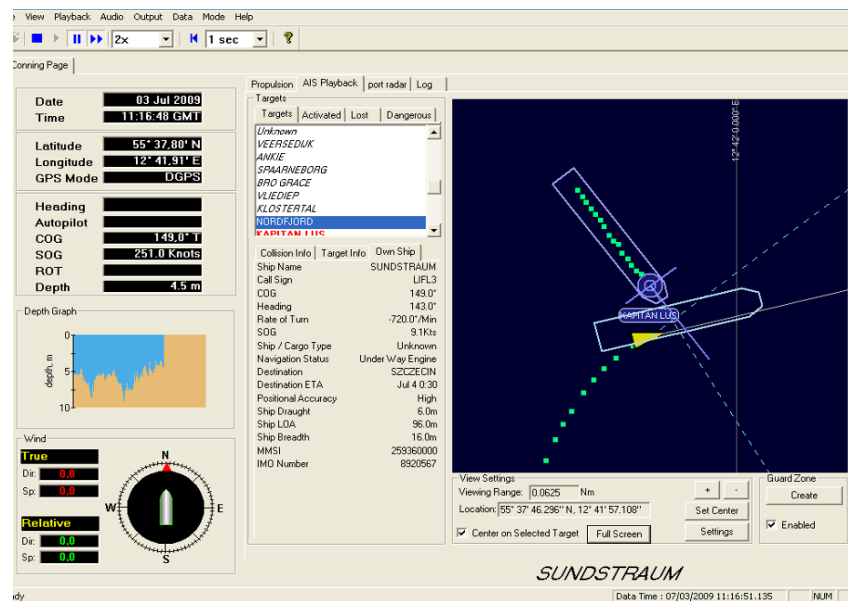 View Playback Audio Output Data Mode Help
2x 1 sec
Conning Page
Propulsion AIS Playback port radar Log
Date 03 Jul 2009
Time 11:16:48 GMT
Latitude 55° 37,80' N
Longitude 12° 41,91' E
GPS Mode DGPS
Heading
Autopilot
COG 149,0° T
SOG 251.0 Knots
ROT
Depth 4.5 m
Depth Graph
0
5
10
depth, m
Wind
True
Dir: 0,0
Sp: 0,0
Relative
Dir: 0,0
Sp: 0,0
N
W
E
S
Targets
Targets Activated Lost Dangerous
Unknown
VEERSEDIJK
ANKIE
SPAARNEBORG
BRO GRACE
VLIEDIEP
KLOSTERTAL
NORDFJORD
KAPITAN LUS
Collision Info Target Info Own Ship
Ship Name SUNDSTRAUM
Call Sign LIFL3
COG 149.0°
Heading 143.0°
Rate of Turn -720.0°/Min
SOG 9.1Kts
Ship / Cargo Type Unknown
Navigation Status Under Way Engine
Destination SZCZECIN
Destination ETA Jul 4 0:30
Positional Accuracy High
Ship Draught 6.0m
Ship LOA 96.0m
Ship Breadth 16.0m
MMSI 259360000
IMO Number 8920567
12° 42'0.000" E
KAPITAN LUS
View Settings
Viewing Range: 0.0625 Nm
+ -
Location: 55° 37' 46.296" N, 12° 41' 57.108"
Set Center
Center on Selected Target Full Screen Settings
Guard Zone
Create
Enabled
SUNDSTRAUM
Data Time : 07/03/2009 11:16:51.135 NUM